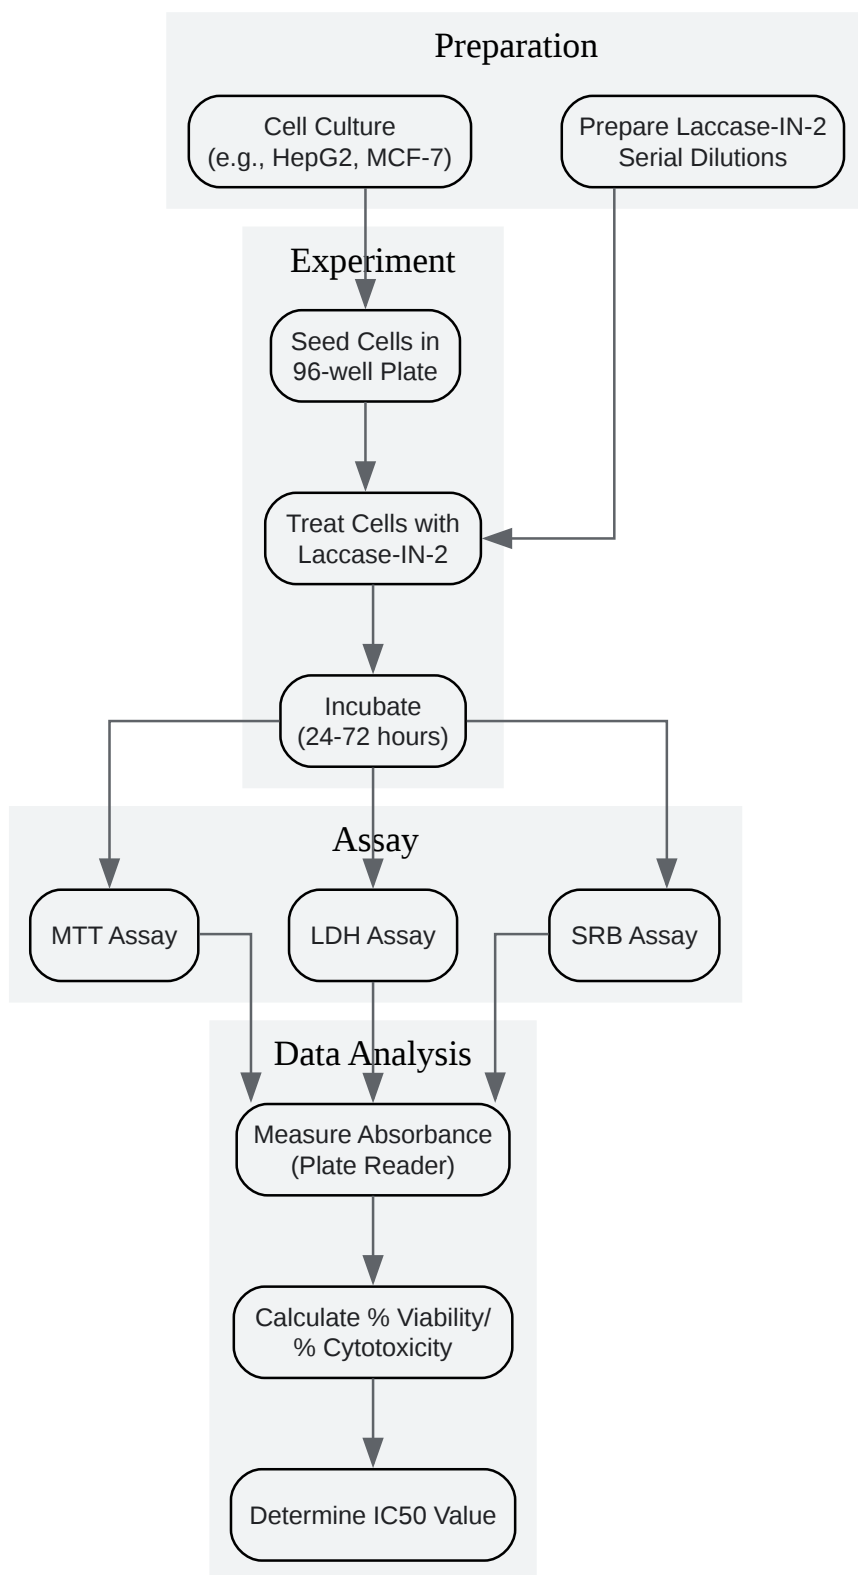 Preparation
Cell Culture
(e.g., HepG2, MCF-7)
Prepare Laccase-IN-2
Serial Dilutions
Experiment
Seed Cells in
96-well Plate
Treat Cells with
Laccase-IN-2
Incubate
(24-72 hours)
Assay
MTT Assay
LDH Assay
SRB Assay
Data Analysis
Measure Absorbance
(Plate Reader)
Calculate % Viability/
% Cytotoxicity
Determine IC50 Value